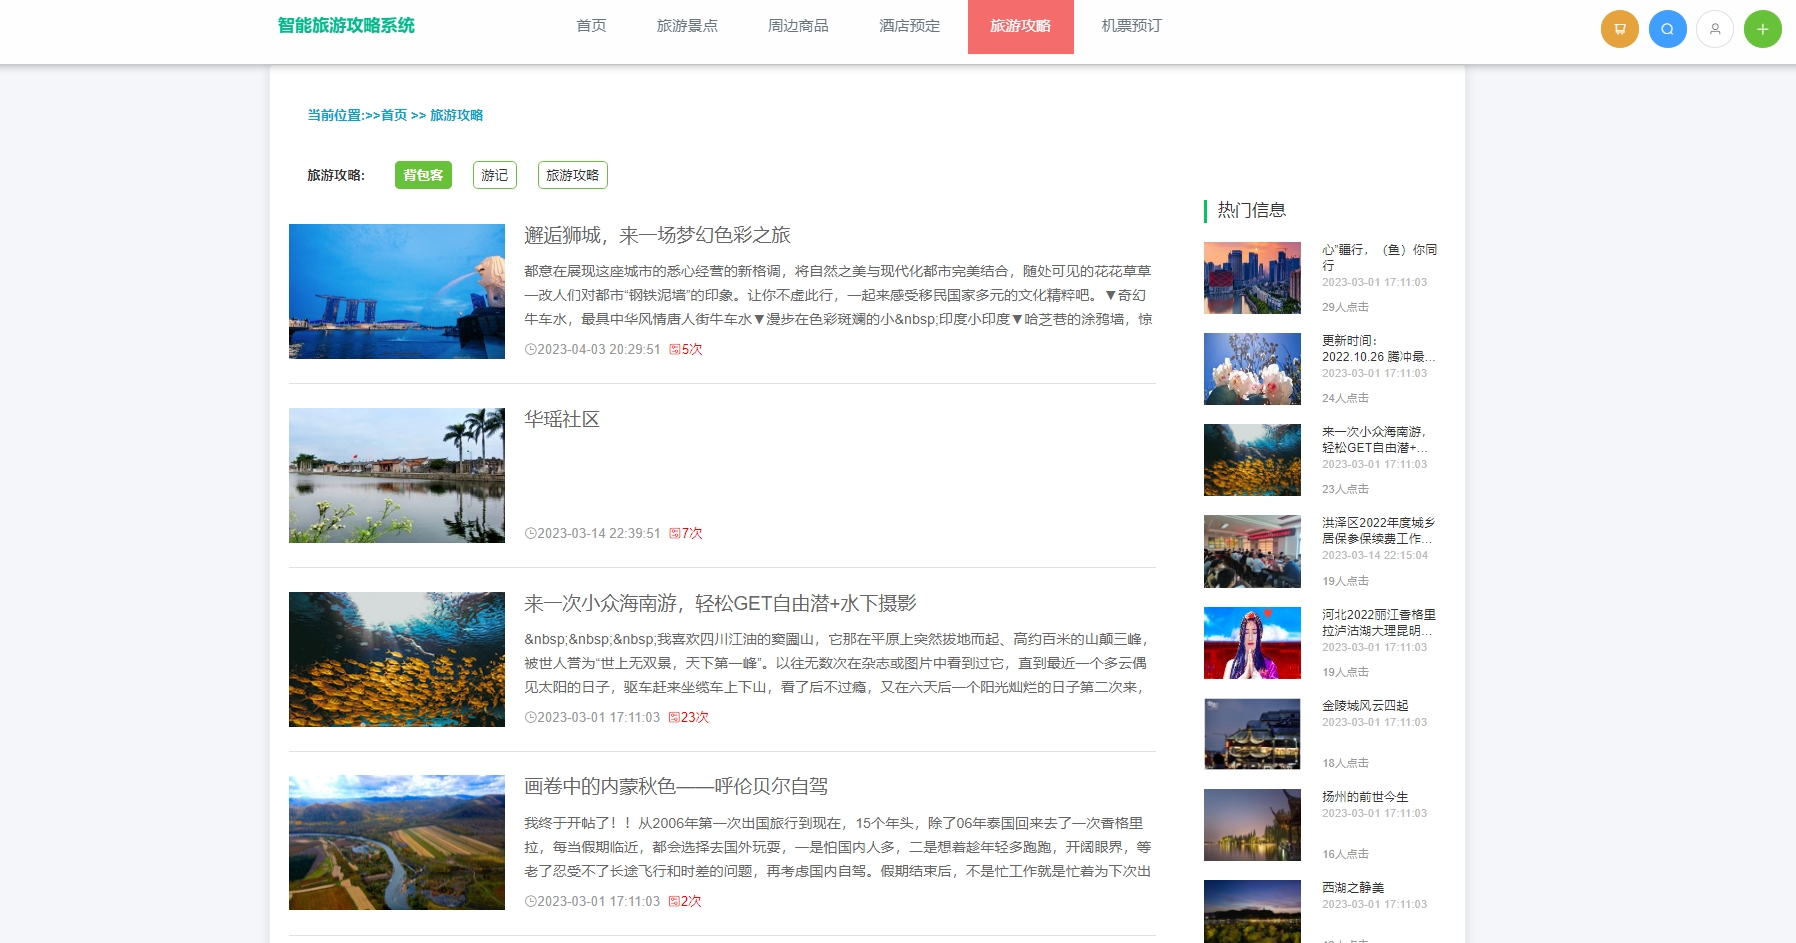 智能旅游攻略系统
首页
旅游景点
周边商品
酒店预定
旅游攻略
机票预订
当前位置:>>首页 >> 旅游攻略
旅游攻略:
背包客
游记
旅游攻略
邂逅狮城，来一场梦幻色彩之旅
都意在展现这座城市的悉心经营的新格调，将自然之美与现代化都市完美结合，随处可见的花花草草
一改人们对都市“钢铁泥墙”的印象。让你不虚此行，一起来感受移民国家多元的文化精粹吧。▼奇幻
牛车水，最具中华风情唐人街牛车水▼漫步在色彩斑斓的小&nbsp;印度小印度▼哈芝巷的涂鸦墙，惊
2023-04-03 20:29:51 5次
华瑶社区
2023-03-14 22:39:51 7次
来一次小众海南游，轻松GET自由潜+水下摄影
&nbsp;&nbsp;&nbsp;我喜欢四川江油的窦圌山，它那在平原上突然拔地而起、高约百米的山颠三峰，
被世人誉为“世上无双景，天下第一峰”。以往无数次在杂志或图片中看到过它，直到最近一个多云偶
见太阳的日子，驱车赶来坐缆车上下山，看了后不过瘾，又在六天后一个阳光灿烂的日子第二次来，
2023-03-01 17:11:03 23次
画卷中的内蒙秋色——呼伦贝尔自驾
我终于开帖了！！从2006年第一次出国旅行到现在，15个年头，除了06年泰国回来去了一次香格里
拉，每当假期临近，都会选择去国外玩耍，一是怕国内人多，二是想着趁年轻多跑跑，开阔眼界，等
老了忍受不了长途飞行和时差的问题，再考虑国内自驾。假期结束后，不是忙工作就是忙着为下次出
2023-03-01 17:11:03 2次
热门信息
心”疆行，（鱼）你同
行
2023-03-01 17:11:03
29人点击
更新时间：
2022.10.26 腾冲最...
2023-03-01 17:11:03
24人点击
来一次小众海南游，
轻松GET自由潜+...
2023-03-01 17:11:03
23人点击
洪泽区2022年度城乡
居保参保续费工作...
2023-03-14 22:15:04
19人点击
河北2022丽江香格里
拉泸沽湖大理昆明...
2023-03-01 17:11:03
19人点击
金陵城风云四起
2023-03-01 17:11:03
18人点击
扬州的前世今生
2023-03-01 17:11:03
16人点击
西湖之静美
2023-03-01 17:11:03